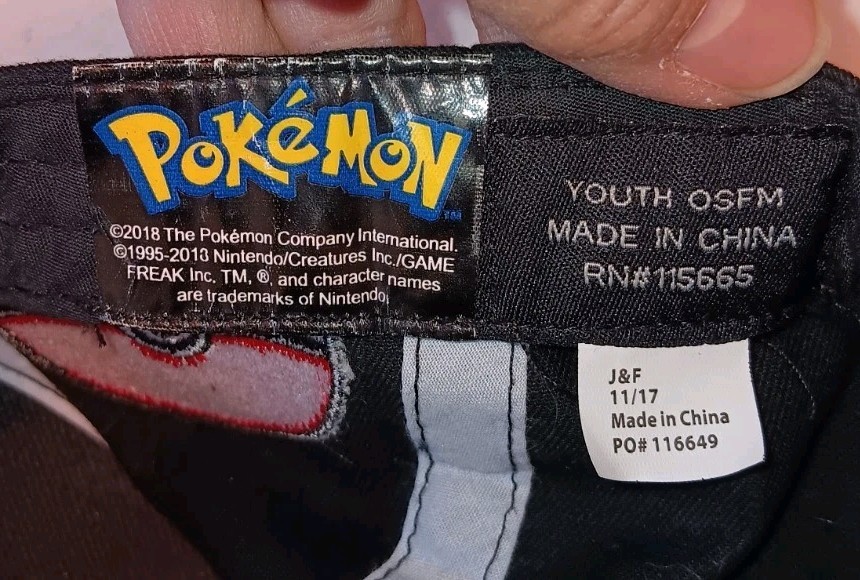 POKéMON
TM
©2018 The Pokémon Company International.
©1995-2018 Nintendo/Creatures Inc./GAME
FREAK Inc. TM, ®, and character names
are trademarks of Nintendo.
YOUTH OSFM
MADE IN CHINA
RN#115665
J&F
11/17
Made in China
PO# 116649